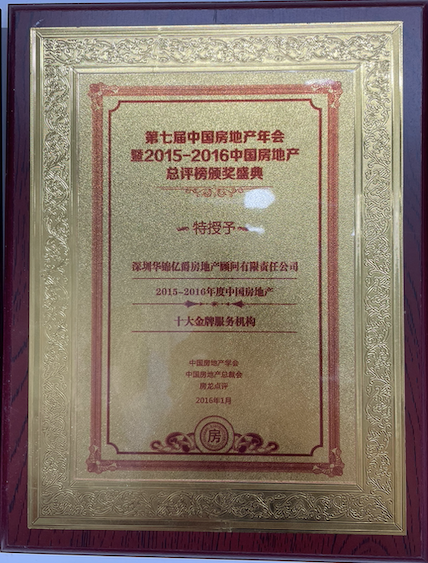 第七届中国房地产年会
暨2015-2016中国房地产
总评榜颁奖盛典
特授予
深圳华锦亿爵房地产顾问有限责任公司
2015-2016年度中国房地产
十大金牌服务机构
中国房地产学会
中国房地产总裁会
房龙点评
2016年1月
房